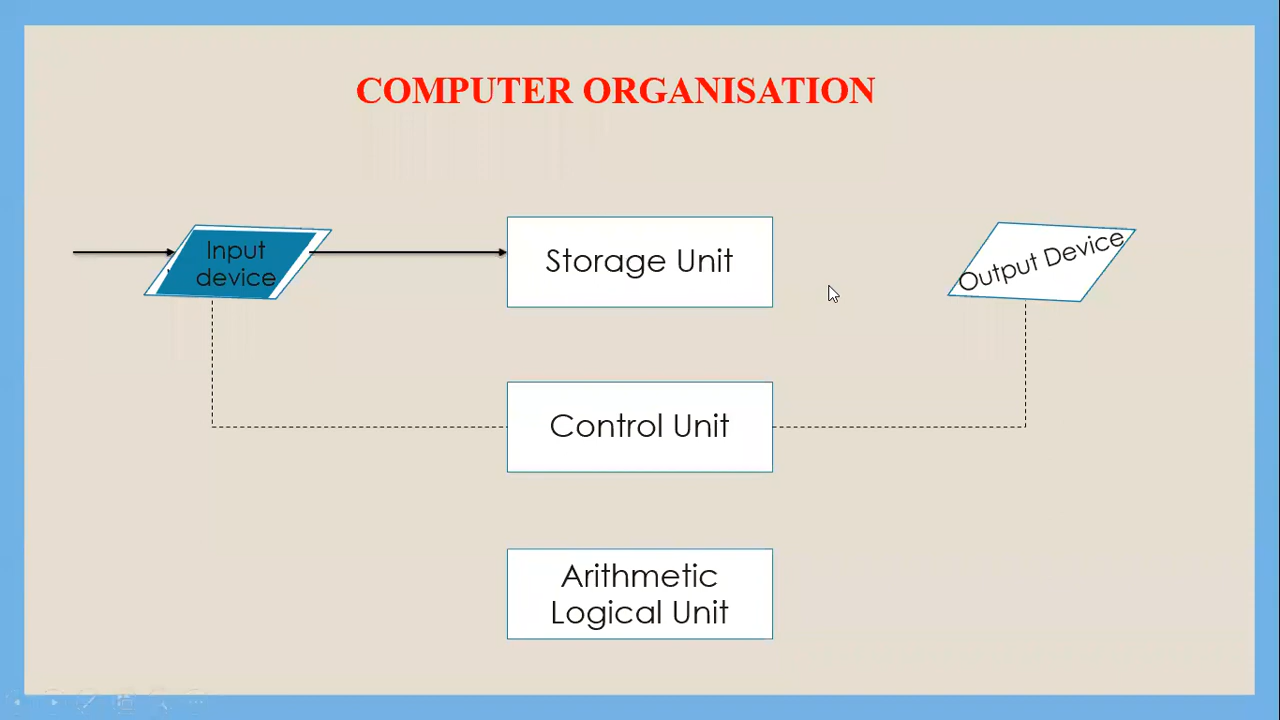 COMPUTER ORGANISATION
Input
device
Storage Unit
Output Device
Control Unit
Arithmetic
Logical Unit